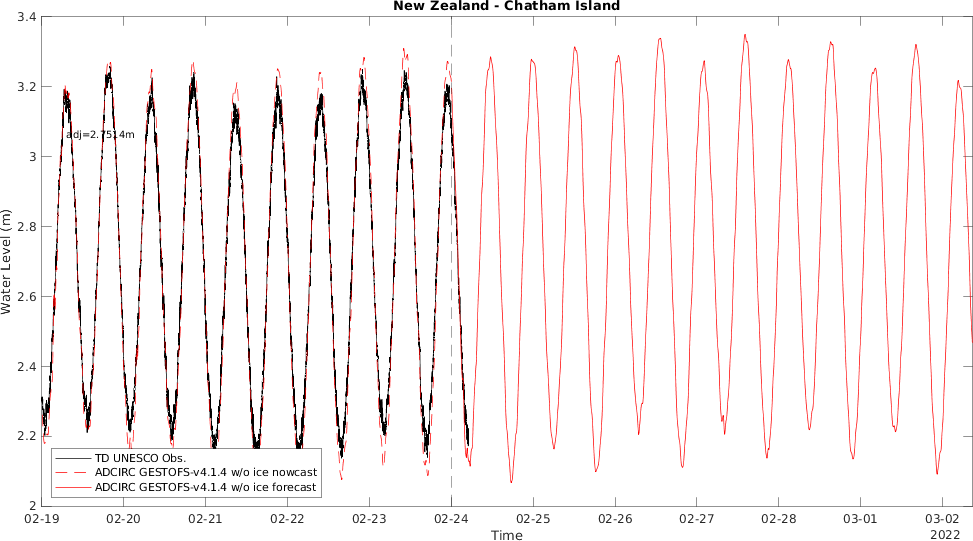 New Zealand - Chatham Island
3.4
3.2
3
2.8
2.6
2.4
2.2
2
Water Level (m)
adj=2.7514m
TD UNESCO Obs.
ADCIRC GESTOFS-v4.1.4 w/o ice nowcast
ADCIRC GESTOFS-v4.1.4 w/o ice forecast
02-19 02-20 02-21 02-22 02-23 02-24 02-25 02-26 02-27 02-28 03-01 03-02
Time 2022